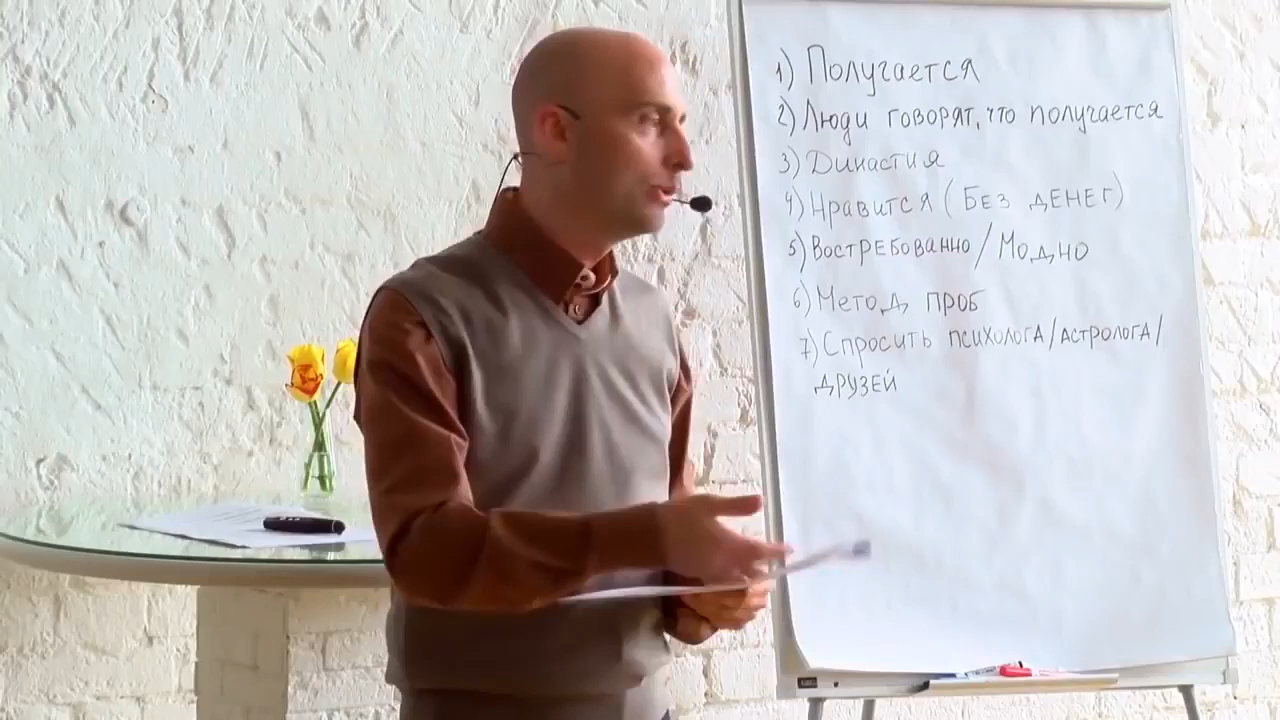 1) Получается
2) Люди говорят, что получается
3) Династия
4) Нравится (Без денег)
5) Востребованно/Модно
6) Метод проб
7) Спросить психолога/астролога/
друзей